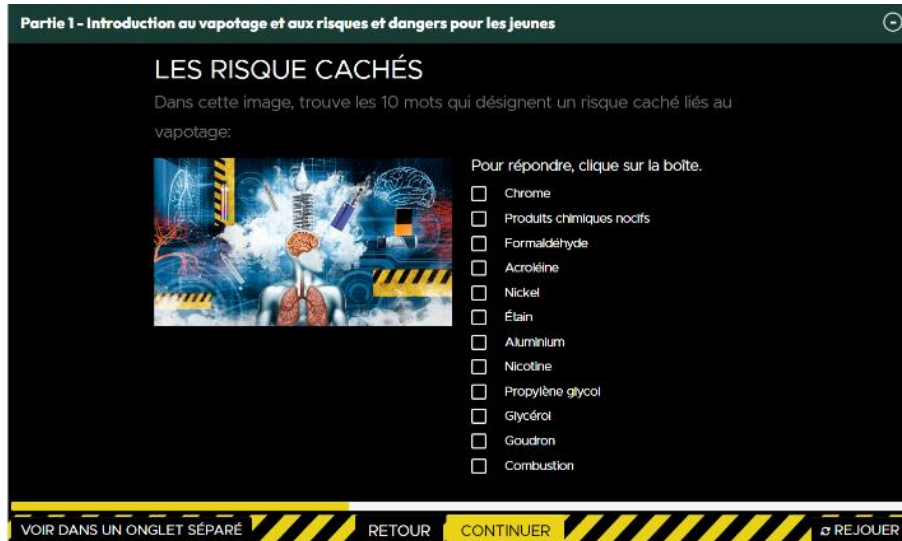 Partie 1 - Introduction au vapotage et aux risques et dangers pour les jeunes
LES RISQUE CACHÉS
Dans cette image, trouve les 10 mots qui désignent un risque caché liés au
vapotage:
Pour répondre, clique sur la boîte.
Chrome
Produits chimiques nocifs
Formaldéhyde
Acroléine
Nickel
Étain
Aluminium
Nicotine
Propylène glycol
Glycérol
Goudron
Combustion
VOIR DANS UN ONGLET SÉPARÉ
RETOUR
CONTINUER
REJOUER